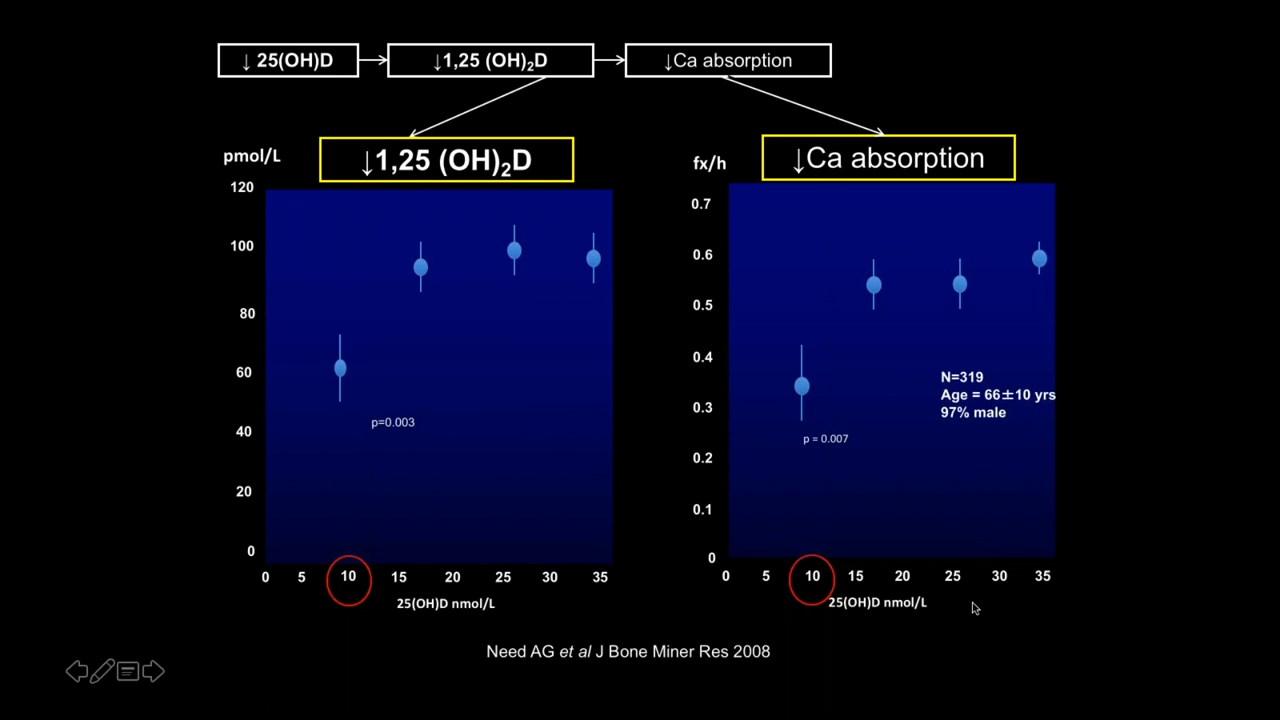 ↓ 25(OH)D
↓1,25 (OH)₂D
↓Ca absorption
↓1,25 (OH)₂D
pmol/L
120
100
80
60
40
20
0
p=0.003
0 5 10 15 20 25 30 35
25(OH)D nmol/L
↓Ca absorption
fx/h
0.7
0.6
0.5
0.4
0.3
0.2
0.1
0
N=319
Age = 66±10 yrs
97% male
p = 0.007
0 5 10 15 20 25 30 35
25(OH)D nmol/L
Need AG et al J Bone Miner Res 2008